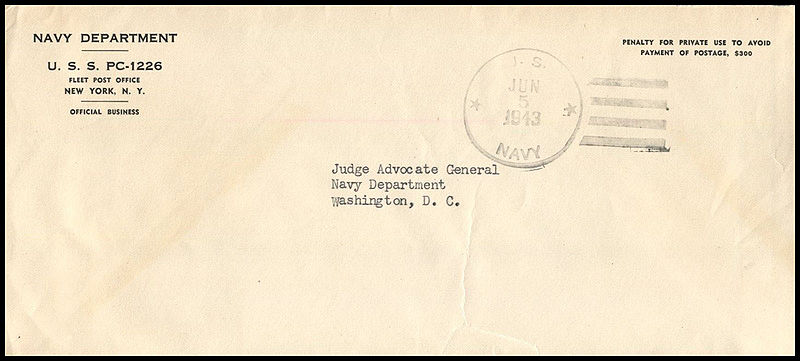 NAVY DEPARTMENT
U. S. S. PC-1226
FLEET POST OFFICE
NEW YORK, N. Y.
OFFICIAL BUSINESS
PENALTY FOR PRIVATE USE TO AVOID
PAYMENT OF POSTAGE, $300
U. S.
JUN
5
1943
NAVY
Judge Advocate General
Navy Department
Washington, D. C.